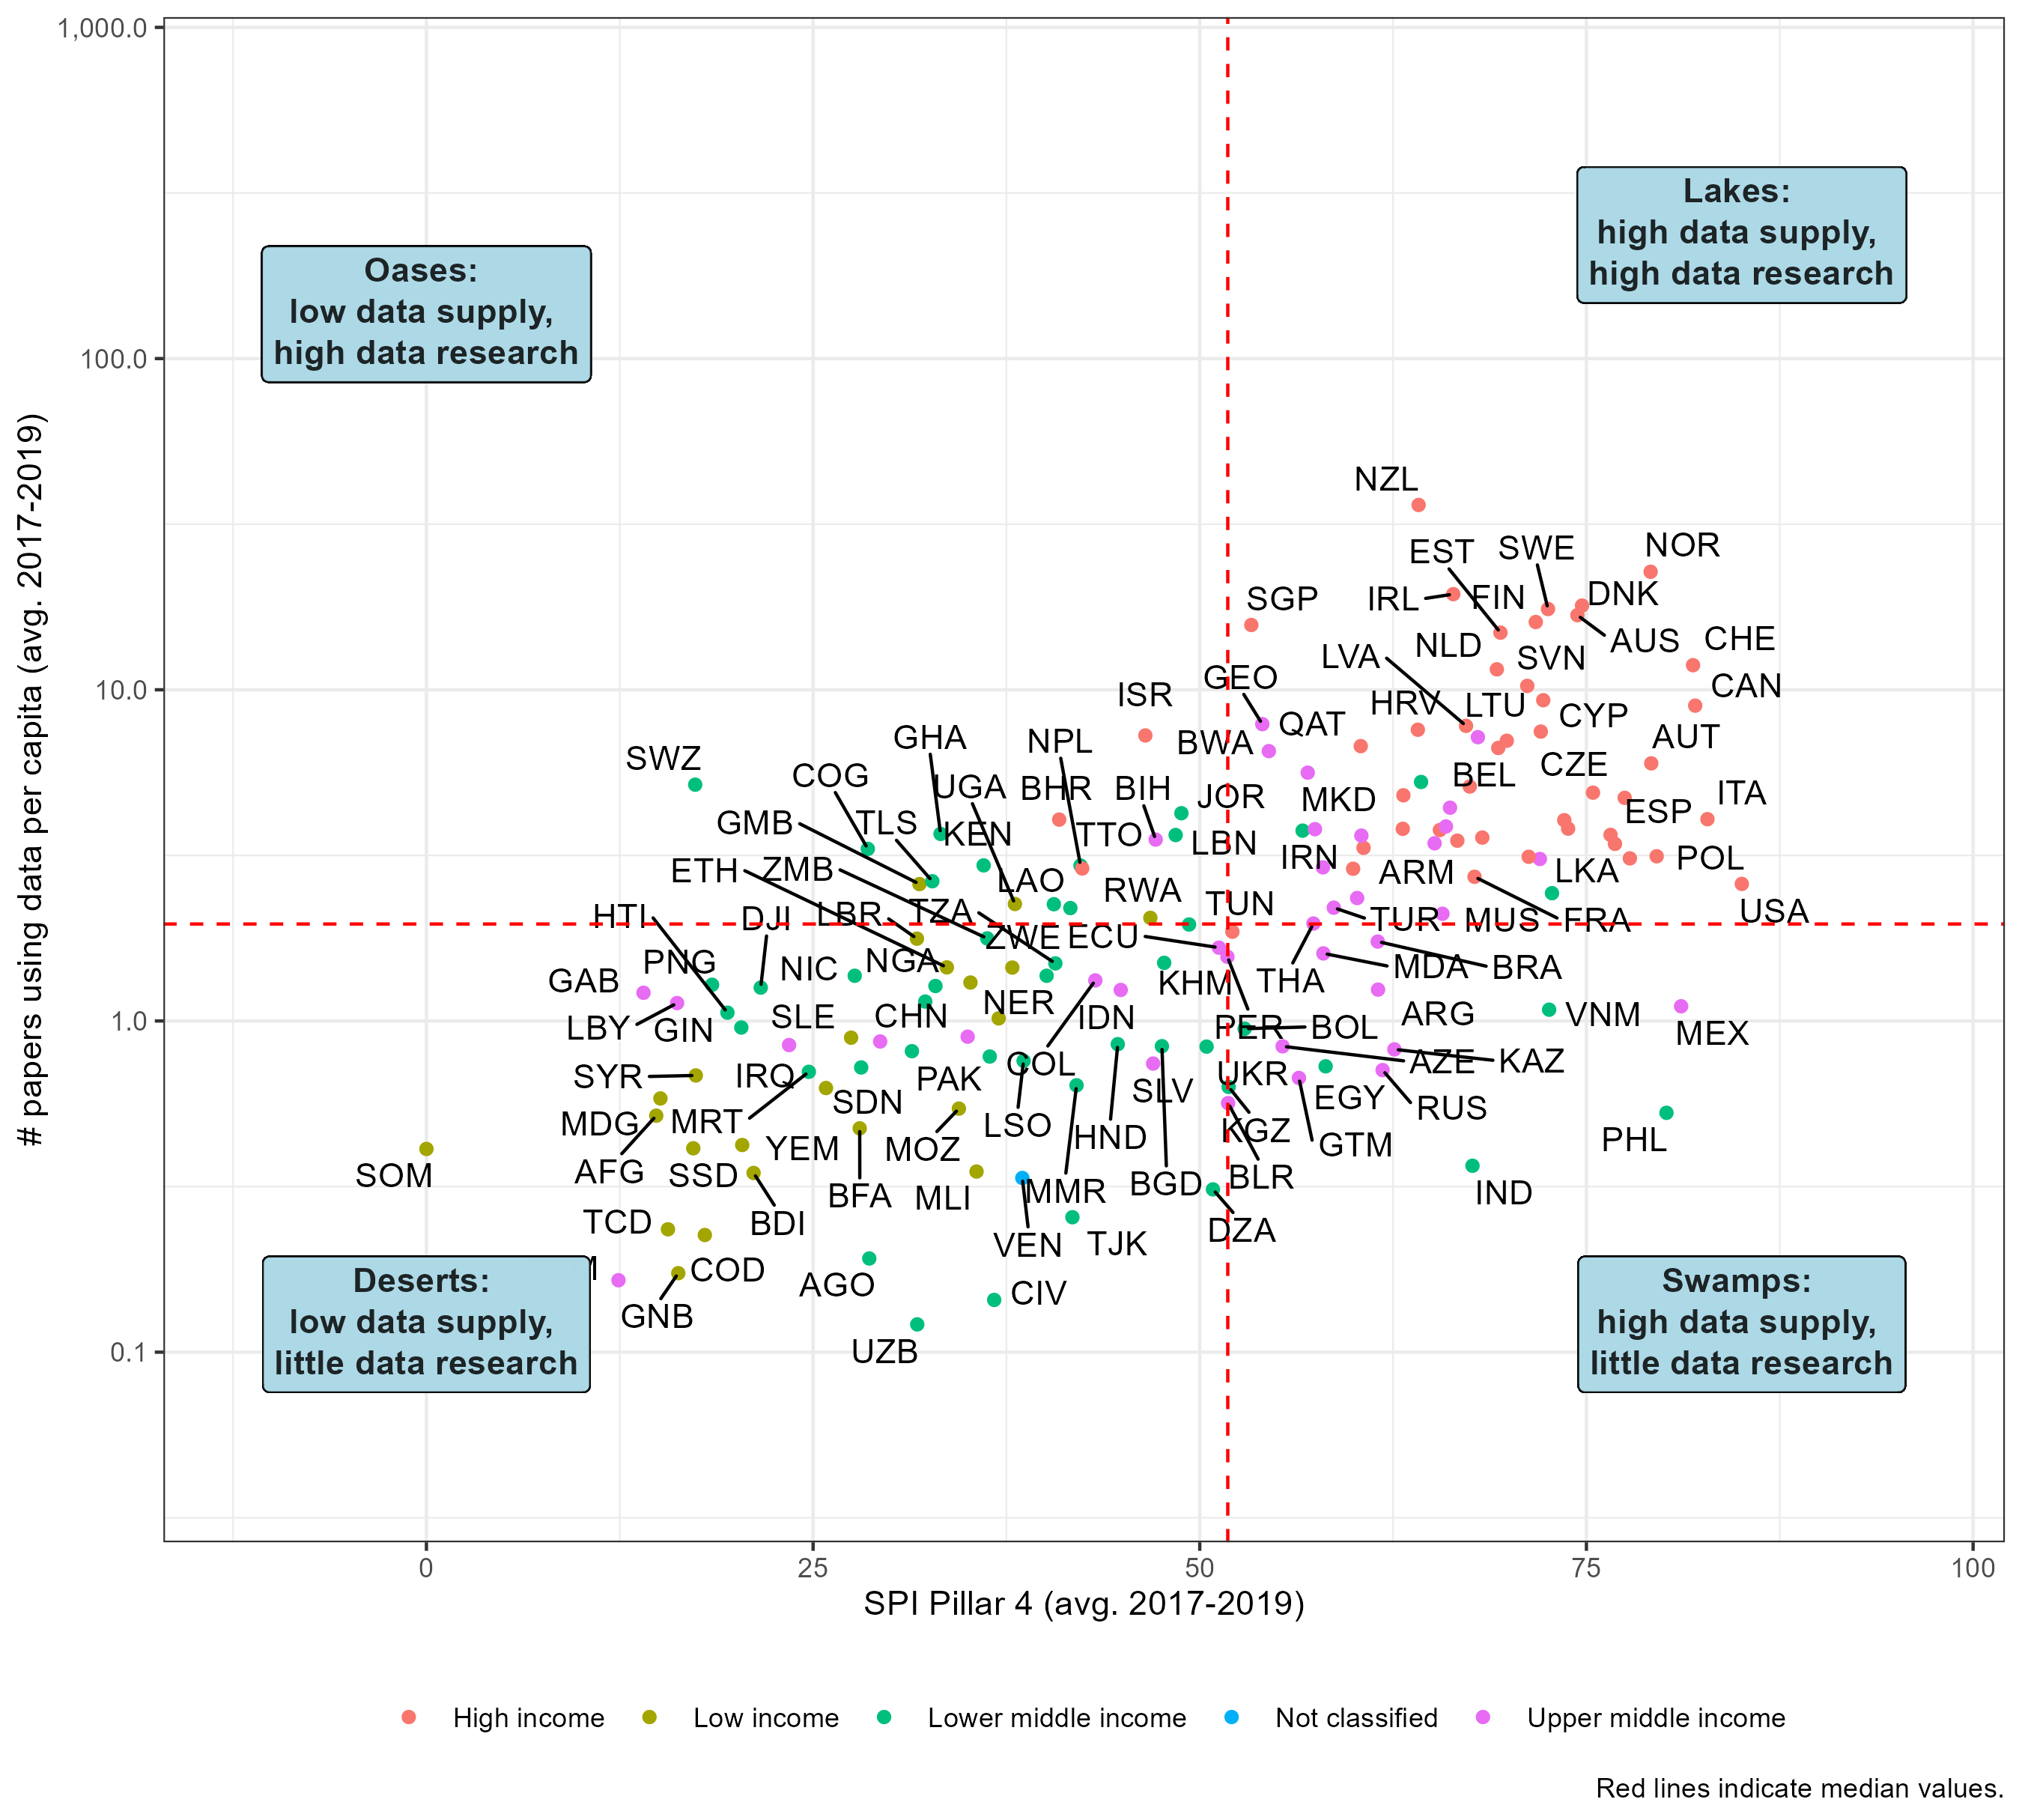 1,000.0
100.0
10.0
1.0
0.1
# papers using data per capita (avg. 2017-2019)
Oases:
low data supply,
high data research
Lakes:
high data supply,
high data research
NZL
EST
SWE
NOR
SGP
IRL
FIN
DNK
AUS
LVA
NLD
SVN
CHE
GEO
CAN
ISR
HRV
LTU
QAT
CYP
BWA
AUT
GHA
NPL
SWZ
COG
UGA
BHR
BIH
JOR
MKD
BEL
CZE
ITA
GMB
TLS
KEN
TTO
LBN
ESP
ETH
ZMB
LAO
RWA
IRN
ARM
LKA
POL
HTI
DJI
LBR
TZA
TUN
TUR
MUS
FRA
USA
PNG
NIC
NGA
ZWE
ECU
GAB
KHM
THA
MDA
BRA
LBY
GIN
SLE
CHN
NER
IDN
PER
BOL
ARG
VNM
MEX
SYR
IRQ
PAK
COL
SLV
UKR
AZE
KAZ
MDG
MRT
SDN
LSO
HND
KGZ
EGY
RUS
AFG
SSD
YEM
MOZ
GTM
PHL
SOM
BFA
MLI
MMR
BGD
BLR
IND
TCD
BDI
VEN
TJK
DZA
COD
AGO
CIV
GNB
UZB
Deserts:
low data supply,
little data research
Swamps:
high data supply,
little data research
0
25
50
75
100
SPI Pillar 4 (avg. 2017-2019)
High income
Low income
Lower middle income
Not classified
Upper middle income
Red lines indicate median values.